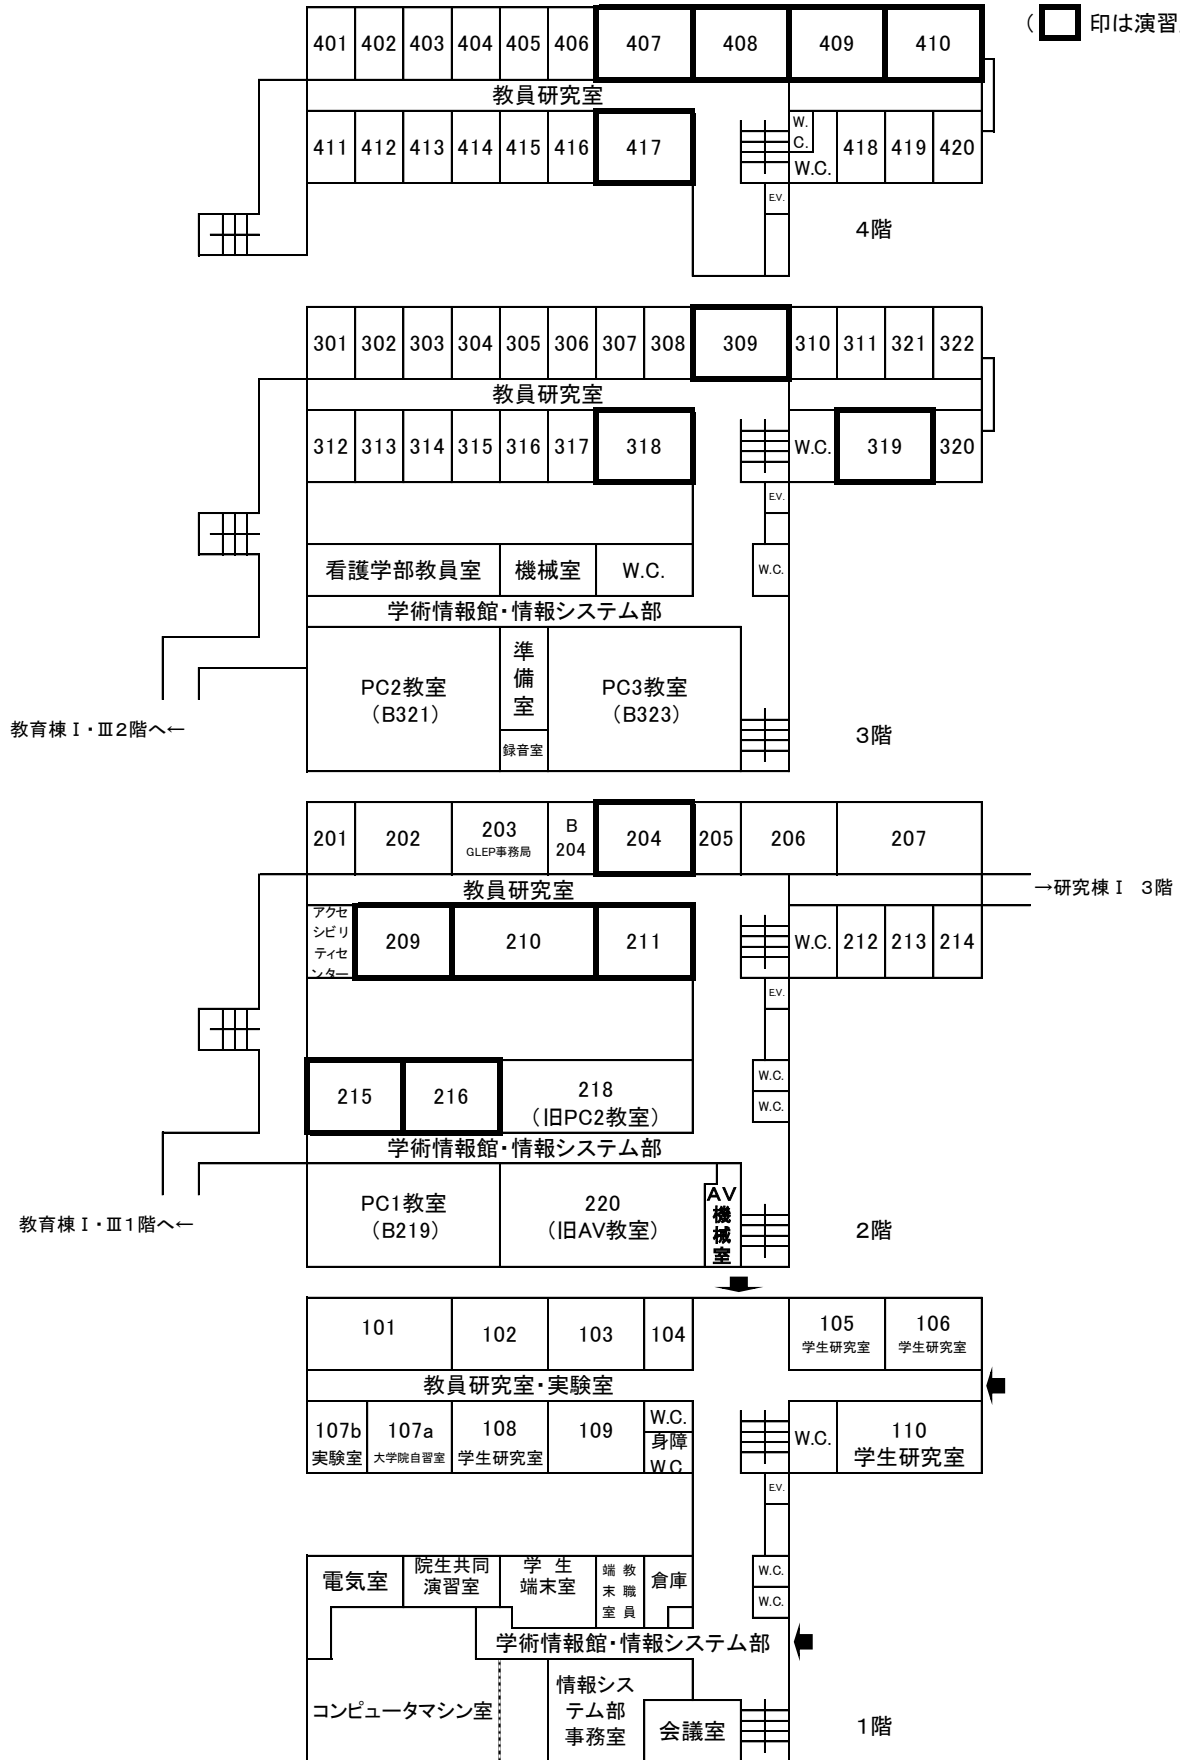 401 402 403 404 405 406 407 408 409 410
( 印は演習
教員研究室
411 412 413 414 415 416 417
W.
C.
W.C.
418 419 420
E.V.
4階
301 302 303 304 305 306 307 308 309 310 311 321 322
教員研究室
312 313 314 315 316 317 318 W.C. 319 320
E.V.
看護学部教員室 機械室 W.C. W.C.
学術情報館・情報システム部
PC2教室
(B321)
準
備
室
録音室
PC3教室
(B323)
教育棟Ⅰ・Ⅲ2階へ←
3階
201 202 203
GLEP事務局
B
204
204 205 206 207
教員研究室
→研究棟Ⅰ 3階
アクセ
シビリ
ティセ
ンター
209 210 211 W.C. 212 213 214
E.V.
W.C.
W.C.
215 216 218
(旧PC2教室)
学術情報館・情報システム部
PC1教室
(B219)
220
(旧AV教室)
AV
機
械
室
教育棟Ⅰ・Ⅲ1階へ←
2階
101 102 103 104
105
学生研究室
106
学生研究室
教員研究室・実験室
107b
実験室
107a
大学院自習室
108
学生研究室
109
W.C.
身障
W.C
W.C.
110
学生研究室
E.V.
W.C.
W.C.
電気室
院生共同
演習室
学 生
端末室
端 教
末 職
室 員
倉庫
学術情報館・情報システム部
コンピュータマシン室
情報シス
テム部
事務室
会議室
1階